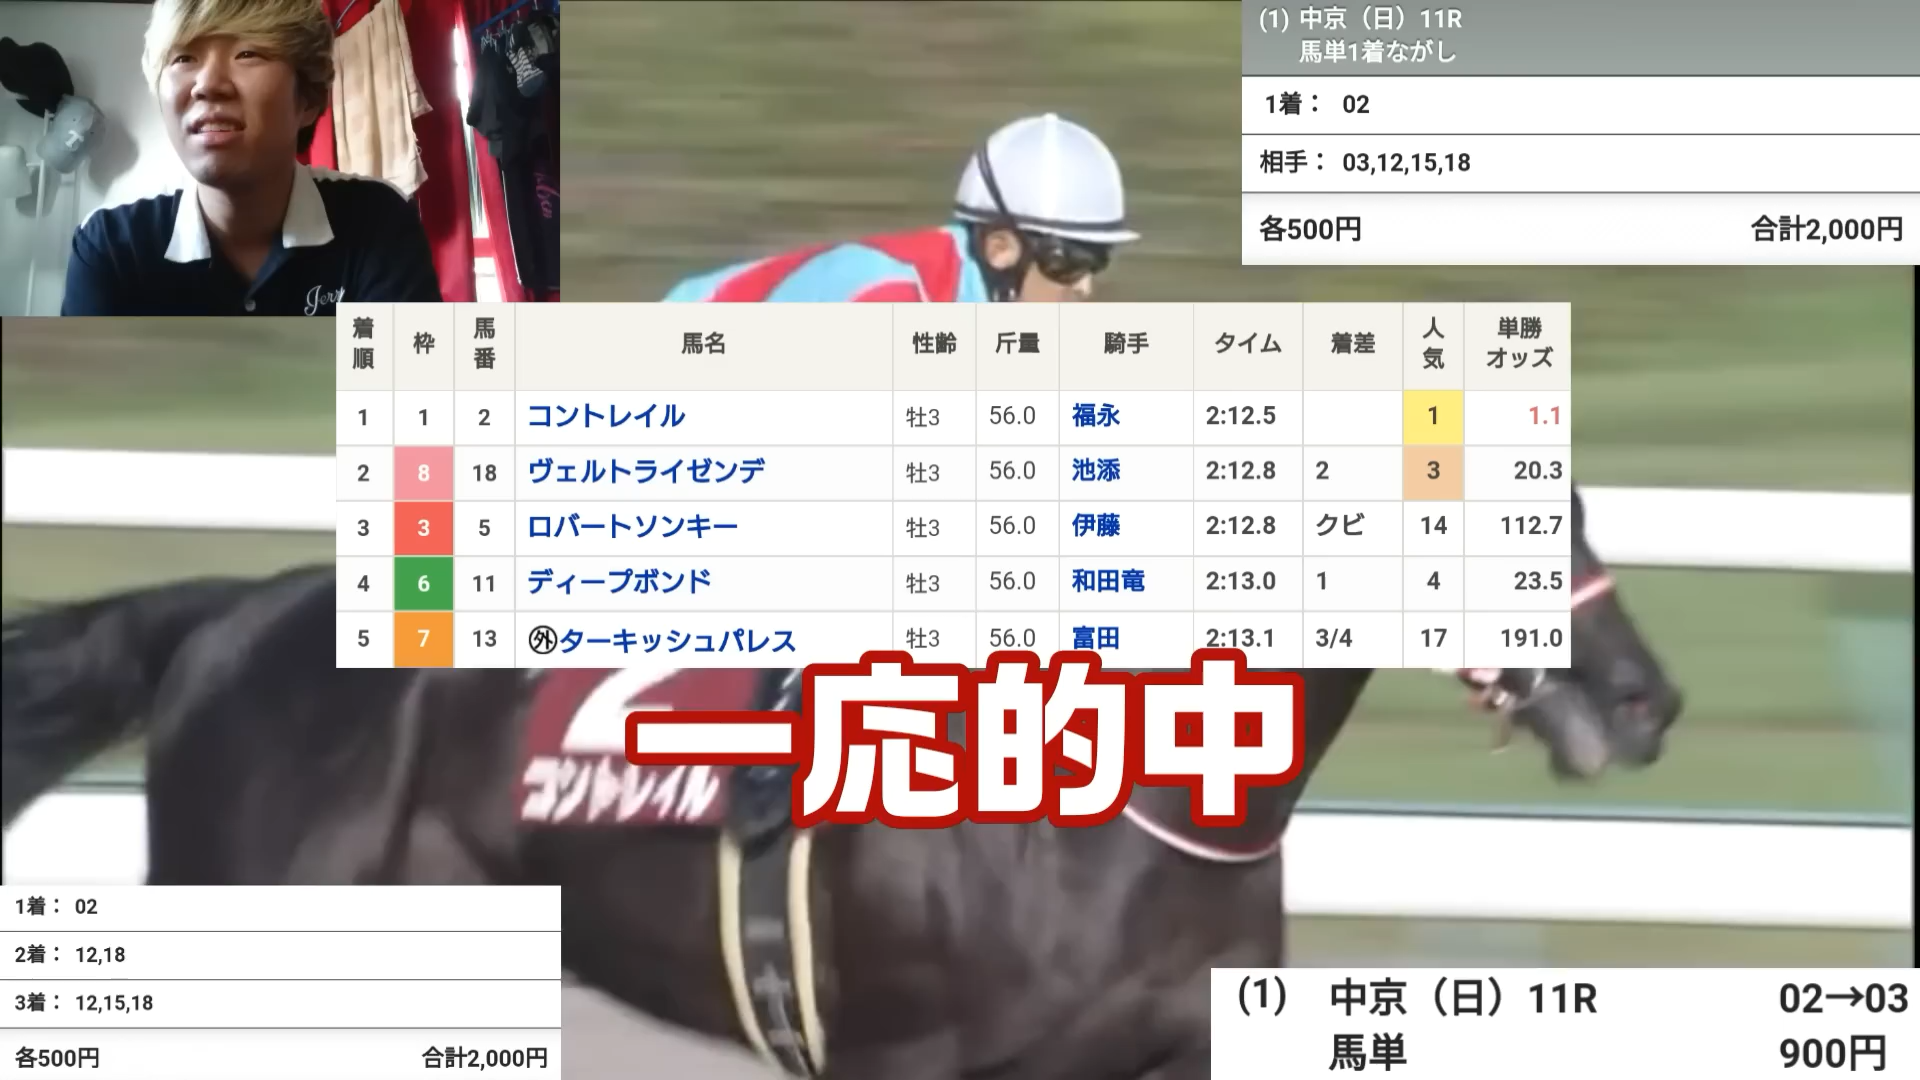 (1) 中京（日）11R
馬単1着ながし
1着： 02
相手： 03,12,15,18
各500円 合計2,000円
着順 枠 馬番 馬名 性齢 斤量 騎手 タイム 着差 人気 単勝オッズ
1 1 2 コントレイル 牡3 56.0 福永 2:12.5 1 1.1
2 8 18 ヴェルトライゼンデ 牡3 56.0 池添 2:12.8 2 3 20.3
3 3 5 ロバートソンキー 牡3 56.0 伊藤 2:12.8 クビ 14 112.7
4 6 11 ディープボンド 牡3 56.0 和田竜 2:13.0 1 4 23.5
5 7 13 ㊕ターキッシュパレス 牡3 56.0 富田 2:13.1 3/4 17 191.0
一応的中
2
コントレイル
1着： 02
2着： 12,18
3着： 12,15,18
各500円 合計2,000円
(1) 中京（日）11R 02→03
馬単 900円